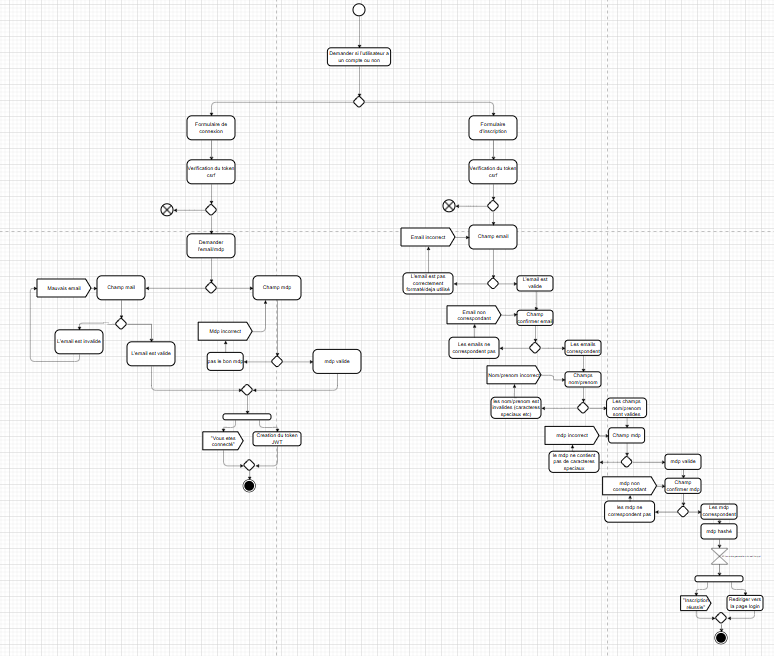 Demander si l'utilisateur a
un compte ou non
Formulaire de
connexion
Formulaire
d'inscription
Verification du token
csrf
Verification du token
csrf
Demander
l'email/mdp
Email incorrect
Champ email
Mauvais email
Champ mail
Champ mdp
L'email est pas
correctement
formaté/deja utilisé
L'email est
valide
Mdp incorrect
Email non
correspondant
Champ
confirmer email
L'email est invalide
L'email est valide
pas le bon mdp
mdp valide
Les emails ne
correspondent pas
Les emails
correspondent
Nom/prenom incorrect
Champs
nom/prenom
les nom/prenom est
invalides (caracteres
speciaux etc)
Les champs
nom/prenom
sont valides
"Vous etes
connecté"
Creation du token
JWT
mdp incorrect
Champ mdp
le mdp ne contient
pas de caracteres
speciaux
mdp valide
mdp non
correspondant
Champ
confirmer mdp
les mdp ne
correspondent pas
Les mdp
correspondent
mdp hashé
"Inscription
réussie"
Rediriger vers
la page login